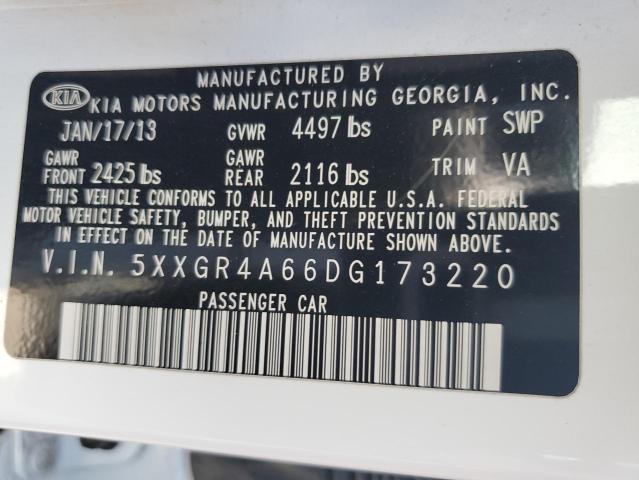 MANUFACTURED BY
KIA KIA MOTORS MANUFACTURING GEORGIA, INC.
JAN/17/13 GVWR 4497 lbs PAINT SWP
GAWR FRONT 2425 lbs GAWR REAR 2116 lbs TRIM VA
THIS VEHICLE CONFORMS TO ALL APPLICABLE U.S.A. FEDERAL
MOTOR VEHICLE SAFETY, BUMPER, AND THEFT PREVENTION STANDARDS
IN EFFECT ON THE DATE OF MANUFACTURE SHOWN ABOVE.
V.I.N. 5XXGR4A66DG173220
PASSENGER CAR